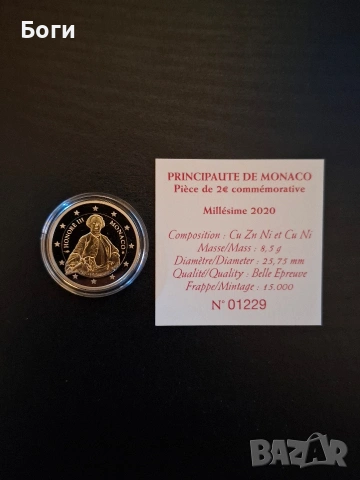 Боги
HONORE III
MONACO
PRINCIPAUTE DE MONACO
Pièce de 2€ commémorative
Millésime 2020
Composition : Cu Zn Ni et Cu Ni
Masse/Mass : 8,5 g
Diamètre/Diameter : 25,75 mm
Qualité/Quality : Belle Epreuve
Frappe/Mintage : 15.000
N° 01229
BAZAR